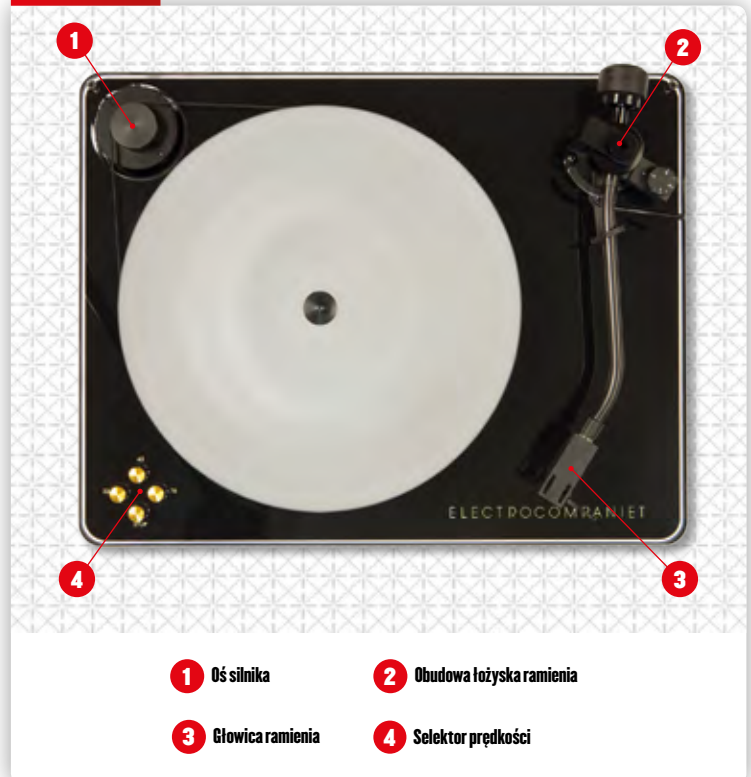 1
2
ELECTROCOMPANIET
4
3
1 Oś silnika
2 Obudowa łożyska ramienia
3 Głowica ramienia
4 Selektor prędkości